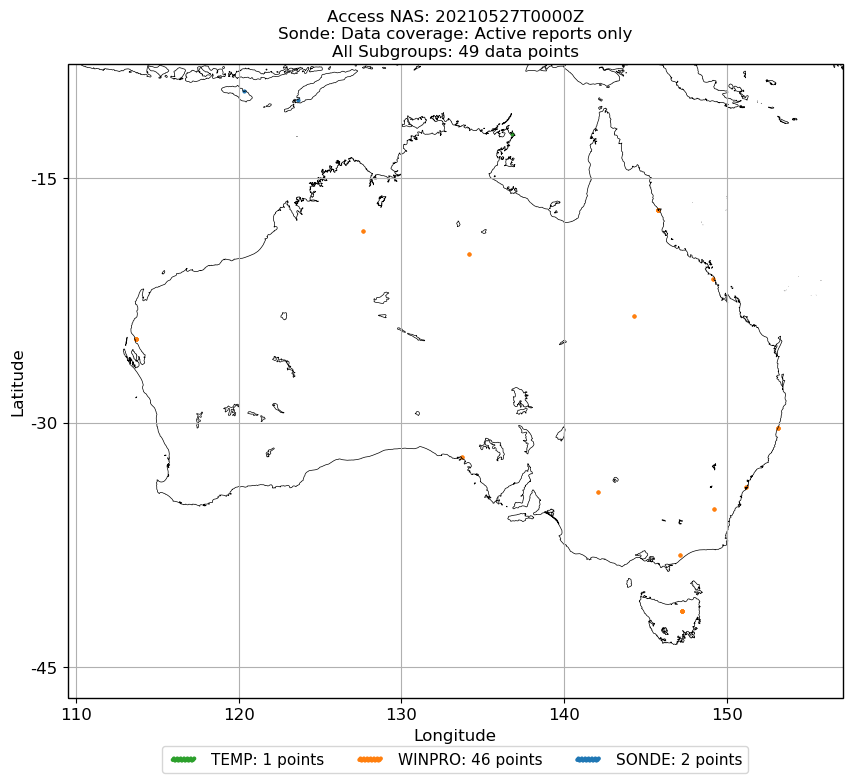 Access NAS: 20210527T0000Z
Sonde: Data coverage: Active reports only
All Subgroups: 49 data points
-15
-30
-45
Latitude
110
120
130
140
150
Longitude
TEMP: 1 points
WINPRO: 46 points
SONDE: 2 points